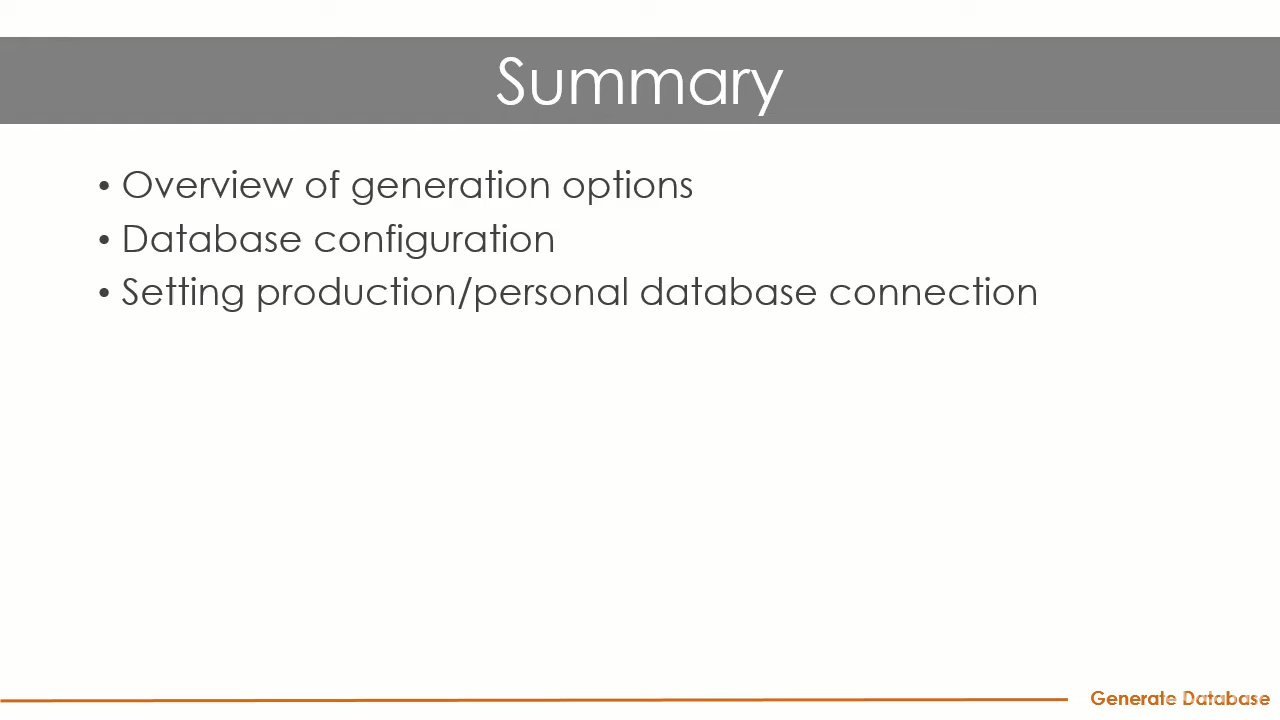 Summary
• Overview of generation options
• Database configuration
• Setting production/personal database connection
Generate Database